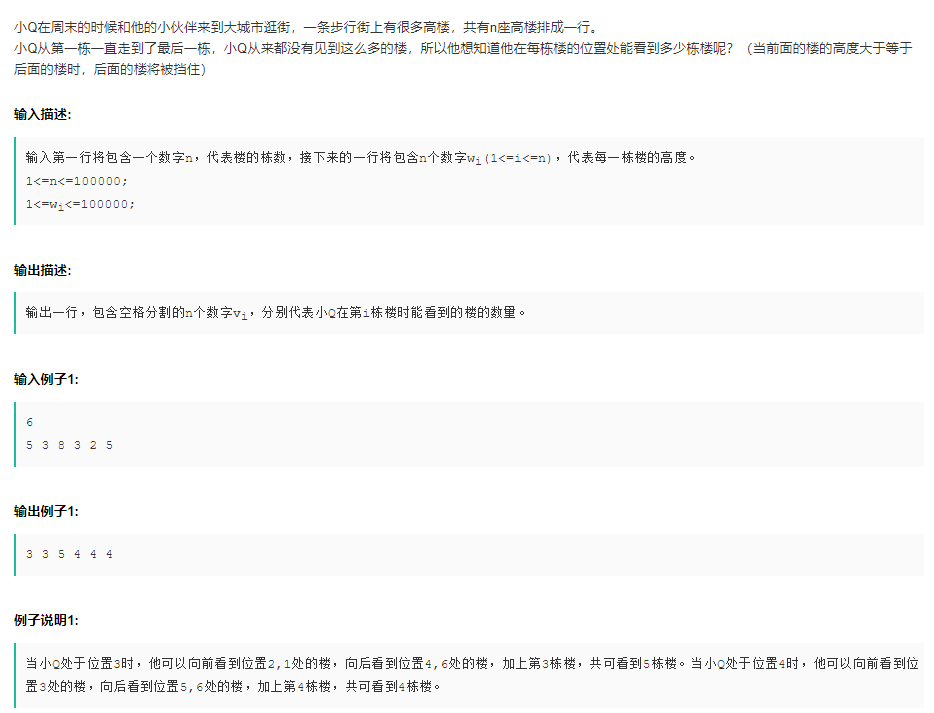 小Q在周末的时候和他的小伙伴来到大城市逛街，一条步行街上有很多高楼，共有n座高楼排成一行。
小Q从第一栋一直走到了最后一栋，小Q从来都没有见到这么多的楼，所以他想知道他在每栋楼的位置处能看到多少栋楼呢？（当前面的楼的高度大于等于
后面的楼时，后面的楼将被挡住）
输入描述:
输入第一行将包含一个数字n，代表楼的栋数，接下来的一行将包含n个数字wi(1<=i<=n)，代表每一栋楼的高度。
1<=n<=100000;
1<=wi<=100000;
输出描述:
输出一行，包含空格分割的n个数字vi，分别代表小Q在第i栋楼时能看到的楼的数量。
输入例子1:
6
5 3 8 3 2 5
输出例子1:
3 3 5 4 4 4
例子说明1:
当小Q处于位置3时，他可以向前看到位置2,1处的楼，向后看到位置4,6处的楼，加上第3栋楼，共可看到5栋楼。当小Q处于位置4时，他可以向前看到位
置3处的楼，向后看到位置5,6处的楼，加上第4栋楼，共可看到4栋楼。